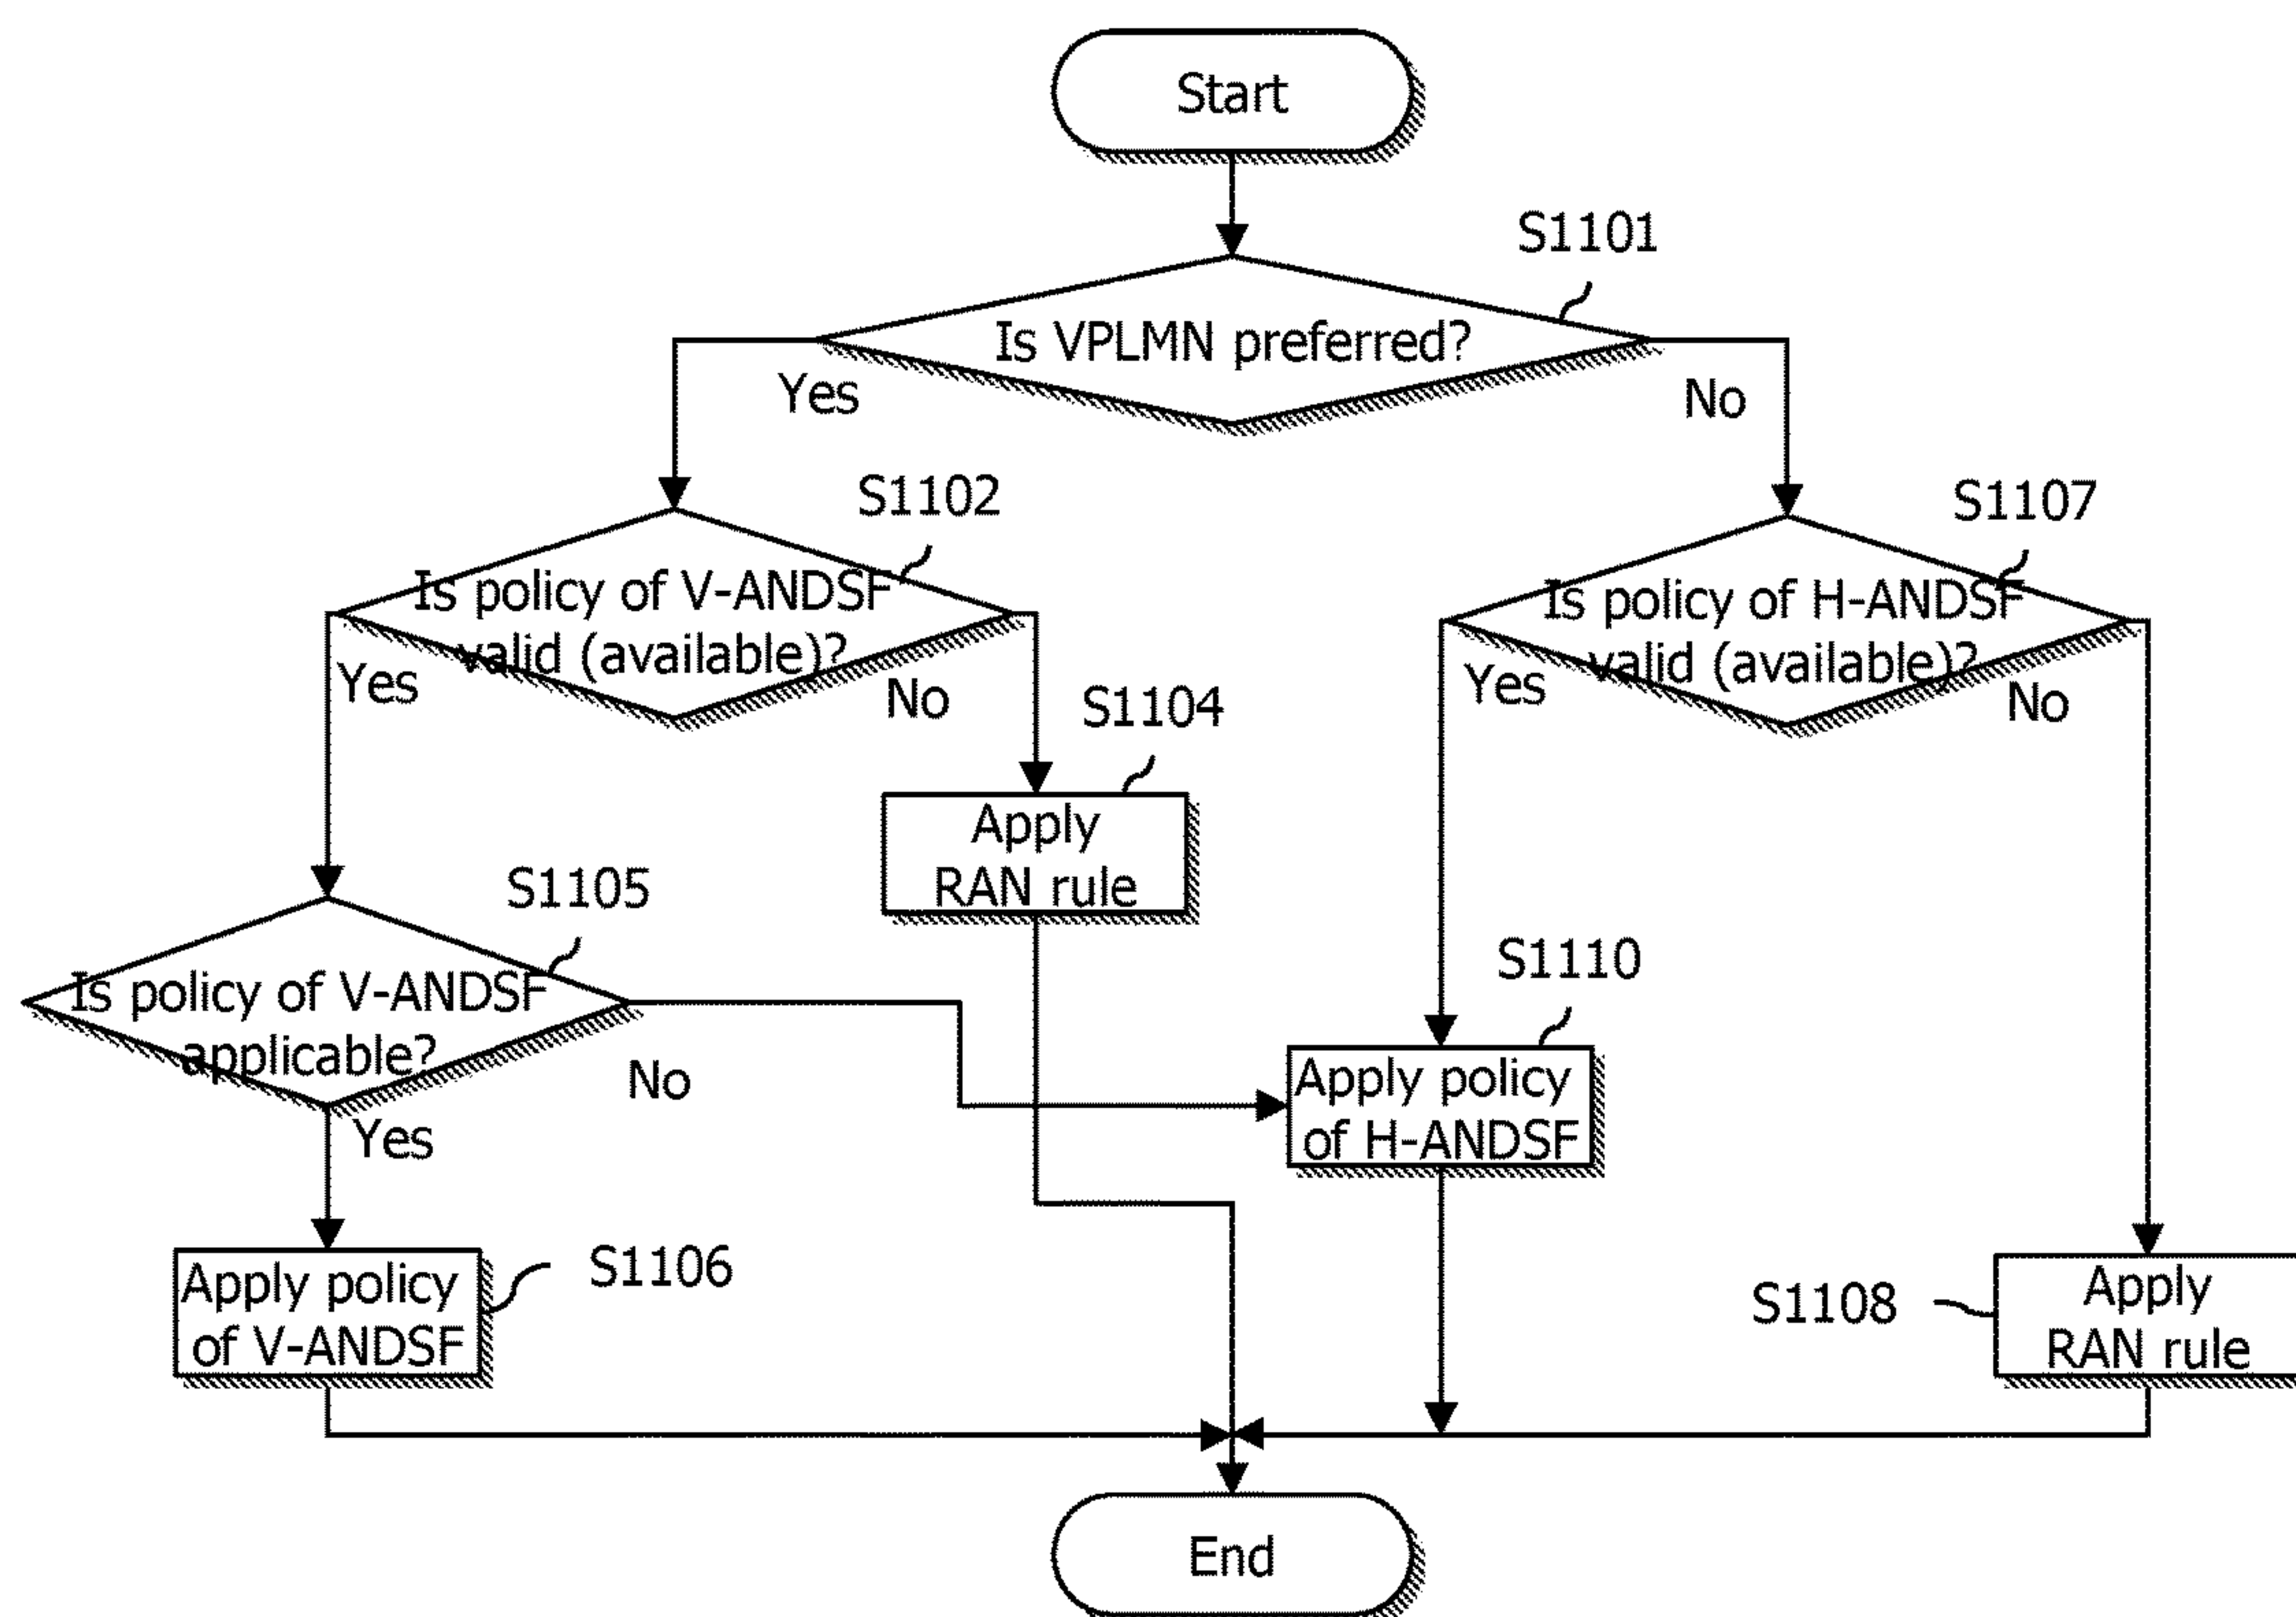 Start
S1101
Is VPLMN preferred?
Yes
No
S1102
S1107
Is policy of V-ANDSF
valid (available)?
Is policy of H-ANDSF
valid (available)?
Yes
No
Yes
No
S1104
Apply
RAN rule
S1105
Is policy of V-ANDSF
applicable?
No
Yes
S1110
Apply policy
of H-ANDSF
S1106
Apply policy
of V-ANDSF
S1108
Apply
RAN rule
End